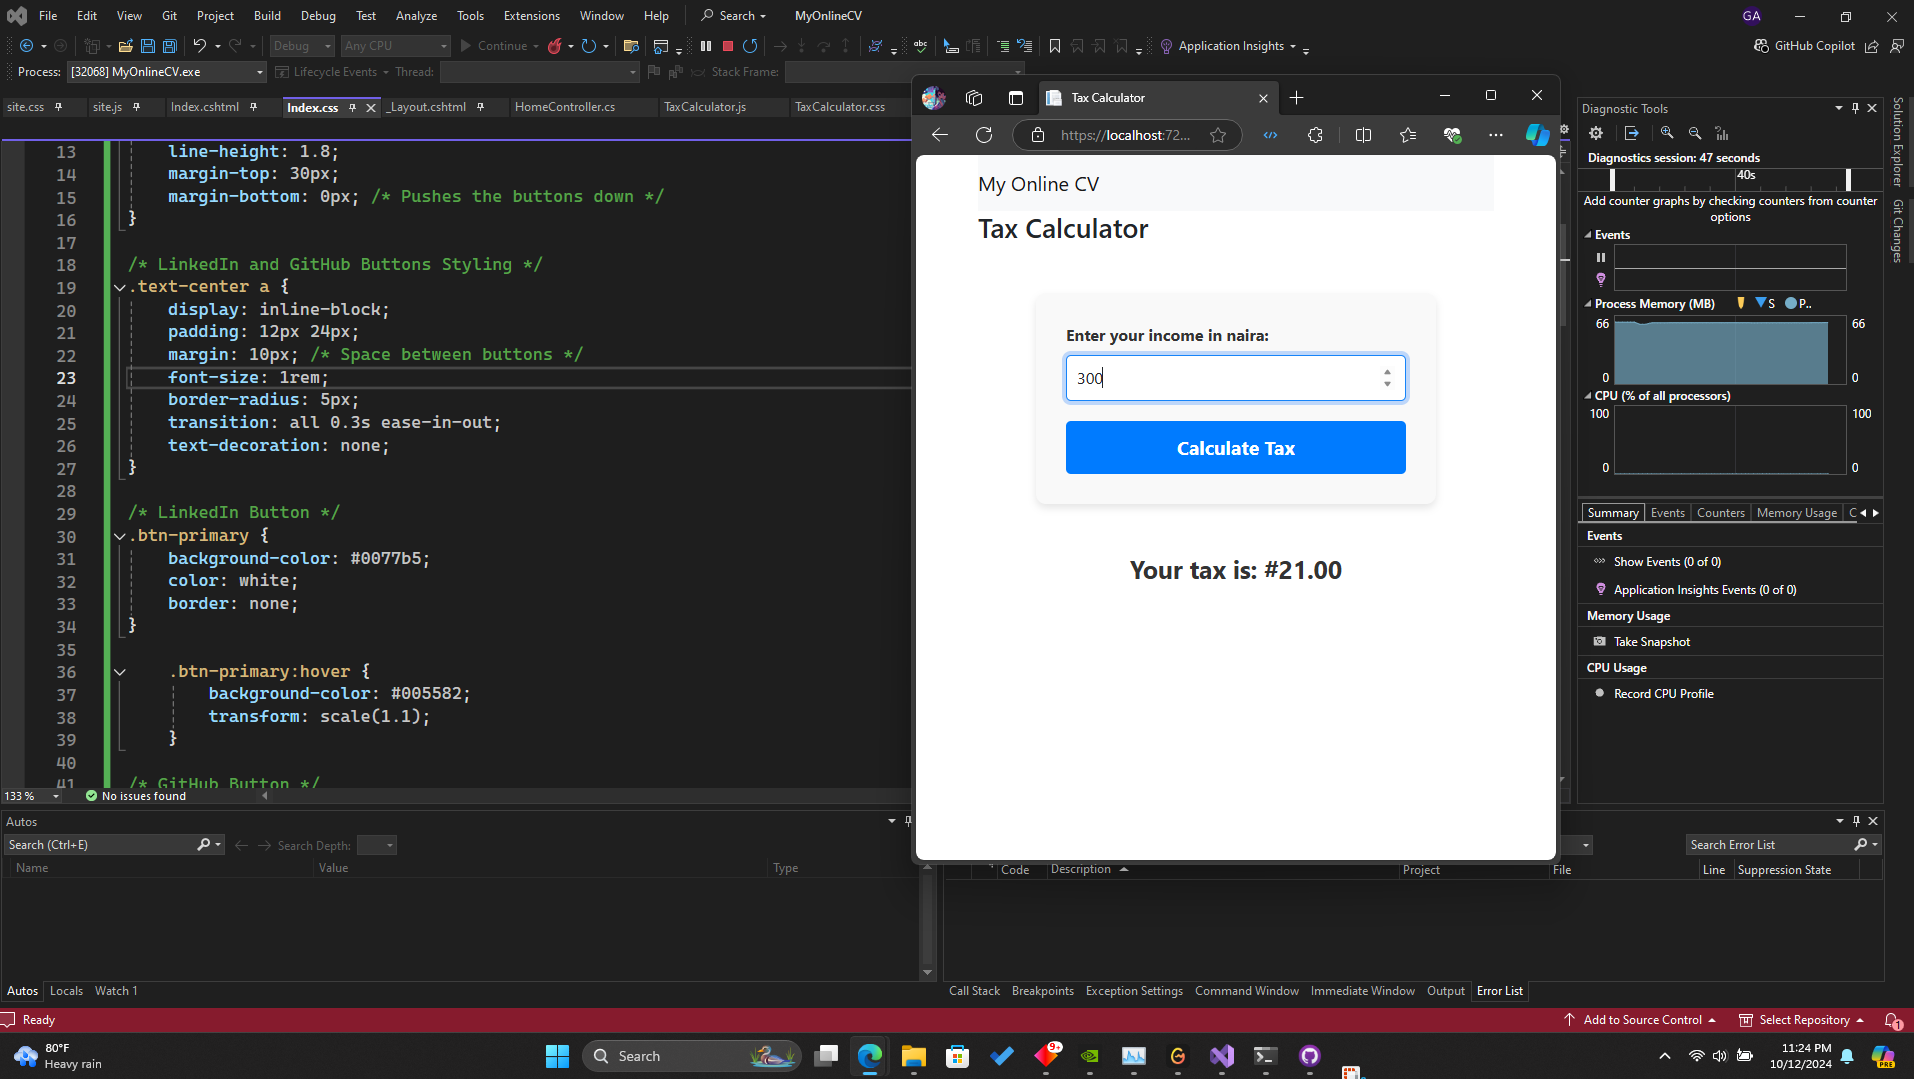 File Edit View Git Project Build Debug Test Analyze Tools Extensions Window Help Search MyOnlineCV GA
Debug Any CPU Continue Application Insights GitHub Copilot
Process: [32068] MyOnlineCV.exe Lifecycle Events Thread: Stack Frame:
site.css site.js Index.cshtml Index.css _Layout.cshtml HomeController.cs TaxCalculator.js TaxCalculator.css
13 line-height: 1.8;
14 margin-top: 30px;
15 margin-bottom: 0px; /* Pushes the buttons down */
16 }
17
18 /* LinkedIn and GitHub Buttons Styling */
19 .text-center a {
20 display: inline-block;
21 padding: 12px 24px;
22 margin: 10px; /* Space between buttons */
23 font-size: 1rem;
24 border-radius: 5px;
25 transition: all 0.3s ease-in-out;
26 text-decoration: none;
27 }
28
29 /* LinkedIn Button */
30 .btn-primary {
31 background-color: #0077b5;
32 color: white;
33 border: none;
34 }
35
36 .btn-primary:hover {
37 background-color: #005582;
38 transform: scale(1.1);
39 }
40
41 /* GitHub Button */
133 % No issues found
Tax Calculator
https://localhost:72...
My Online CV
Tax Calculator
Enter your income in naira:
300
Calculate Tax
Your tax is: #21.00
Diagnostic Tools
Diagnostics session: 47 seconds
40s
Add counter graphs by checking counters from counter
options
Events
Process Memory (MB) S P..
66 66
0 0
CPU (% of all processors)
100 100
0 0
Summary Events Counters Memory Usage C
Events
Show Events (0 of 0)
Application Insights Events (0 of 0)
Memory Usage
Take Snapshot
CPU Usage
Record CPU Profile
Solution Explorer
Git Changes
Autos
Search (Ctrl+E) Search Depth:
Name Value Type
Search Error List
Code Description Project File Line Suppression State
Autos Locals Watch 1
Call Stack Breakpoints Exception Settings Command Window Immediate Window Output Error List
Ready Add to Source Control Select Repository 1
80°F
Heavy rain
Search
9+
11:24 PM
10/12/2024
PRE